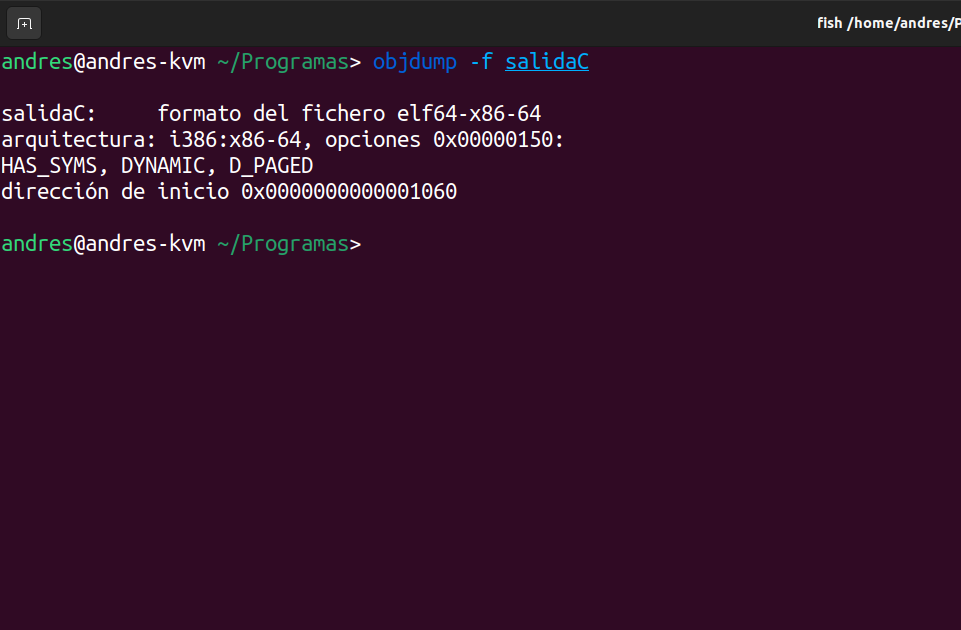 fish /home/andres/P
andres@andres-kvm ~/Programas> objdump -f salidaC
salidaC:     formato del fichero elf64-x86-64
arquitectura: i386:x86-64, opciones 0x00000150:
HAS_SYMS, DYNAMIC, D_PAGED
dirección de inicio 0x0000000000001060
andres@andres-kvm ~/Programas>